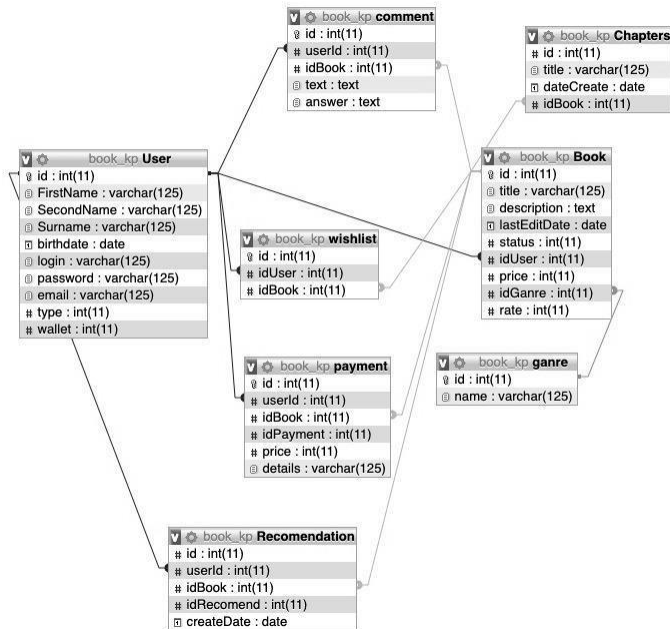 book_kp comment
id : int(11)
# userId : int(11)
# idBook : int(11)
text : text
answer : text
book_kp Chapters
# id : int(11)
title : varchar(125)
dateCreate : date
# idBook : int(11)
book_kp User
id : int(11)
FirstName : varchar(125)
SecondName : varchar(125)
Surname : varchar(125)
birthdate : date
login : varchar(125)
password : varchar(125)
email : varchar(125)
# type : int(11)
# wallet : int(11)
book_kp Book
id : int(11)
title : varchar(125)
description : text
lastEditDate : date
# status : int(11)
# idUser : int(11)
# price : int(11)
# idGanre : int(11)
# rate : int(11)
book_kp wishlist
id : int(11)
# idUser : int(11)
# idBook : int(11)
book_kp payment
id : int(11)
# userId : int(11)
# idBook : int(11)
# idPayment : int(11)
# price : int(11)
details : varchar(125)
book_kp ganre
id : int(11)
name : varchar(125)
book_kp Recomendation
# id : int(11)
# userId : int(11)
# idBook : int(11)
# idRecomend : int(11)
createDate : date